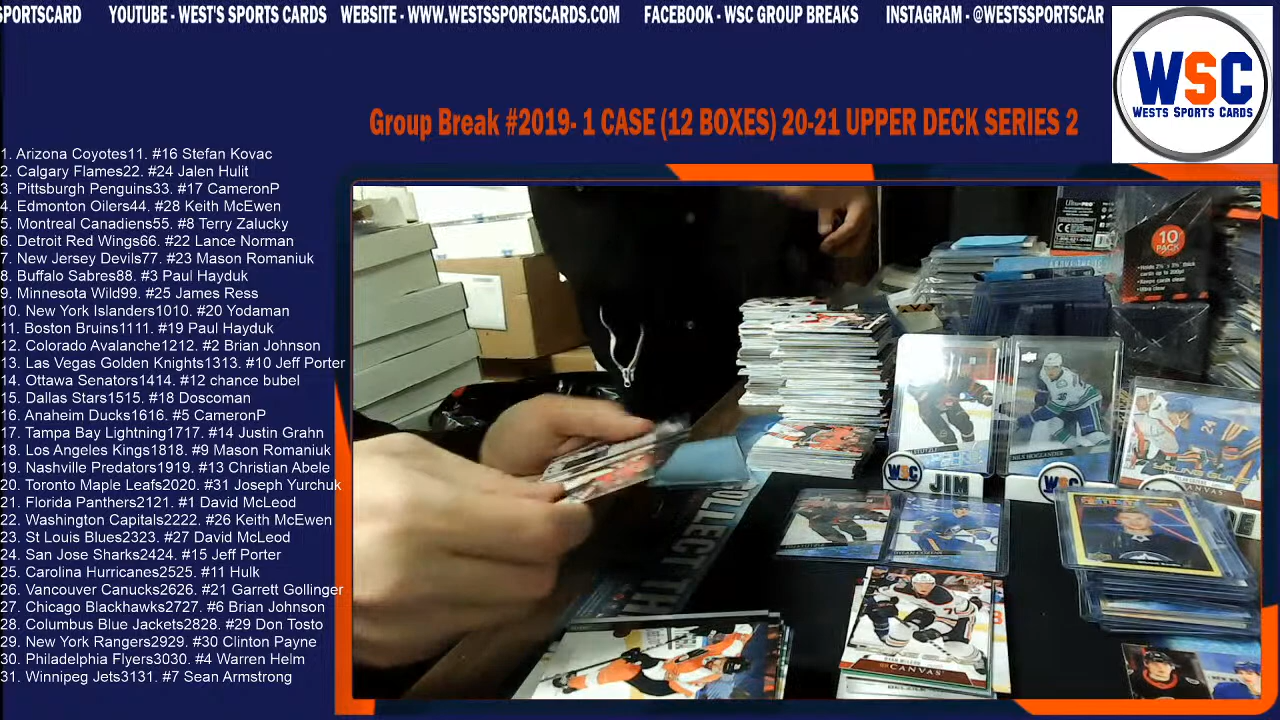 SPORTSCARD YOUTUBE - WEST'S SPORTS CARDS WEBSITE - WWW.WESTSSPORTSCARDS.COM FACEBOOK - WSC GROUP BREAKS INSTAGRAM - @WESTSSPORTSCAR
WSC
WESTS SPORTS CARDS
Group Break #2019- 1 CASE (12 BOXES) 20-21 UPPER DECK SERIES 2
1. Arizona Coyotes11. #16 Stefan Kovac
2. Calgary Flames22. #24 Jalen Hulit
3. Pittsburgh Penguins33. #17 CameronP
4. Edmonton Oilers44. #28 Keith McEwen
5. Montreal Canadiens55. #8 Terry Zalucky
6. Detroit Red Wings66. #22 Lance Norman
7. New Jersey Devils77. #23 Mason Romaniuk
8. Buffalo Sabres88. #3 Paul Hayduk
9. Minnesota Wild99. #25 James Ress
10. New York Islanders1010. #20 Yodaman
11. Boston Bruins1111. #19 Paul Hayduk
12. Colorado Avalanche1212. #2 Brian Johnson
13. Las Vegas Golden Knights1313. #10 Jeff Porter
14. Ottawa Senators1414. #12 chance bubel
15. Dallas Stars1515. #18 Doscoman
16. Anaheim Ducks1616. #5 CameronP
17. Tampa Bay Lightning1717. #14 Justin Grahn
18. Los Angeles Kings1818. #9 Mason Romaniuk
19. Nashville Predators1919. #13 Christian Abele
20. Toronto Maple Leafs2020. #31 Joseph Yurchuk
21. Florida Panthers2121. #1 David McLeod
22. Washington Capitals2222. #26 Keith McEwen
23. St Louis Blues2323. #27 David McLeod
24. San Jose Sharks2424. #15 Jeff Porter
25. Carolina Hurricanes2525. #11 Hulk
26. Vancouver Canucks2626. #21 Garrett Gollinger
27. Chicago Blackhawks2727. #6 Brian Johnson
28. Columbus Blue Jackets2828. #29 Don Tosto
29. New York Rangers2929. #30 Clinton Payne
30. Philadelphia Flyers3030. #4 Warren Helm
31. Winnipeg Jets3131. #7 Sean Armstrong
10
PACK
NILS HOGLANDER
CANVAS
WSC
JIM
WSC
COLLECT TH
CANVAS